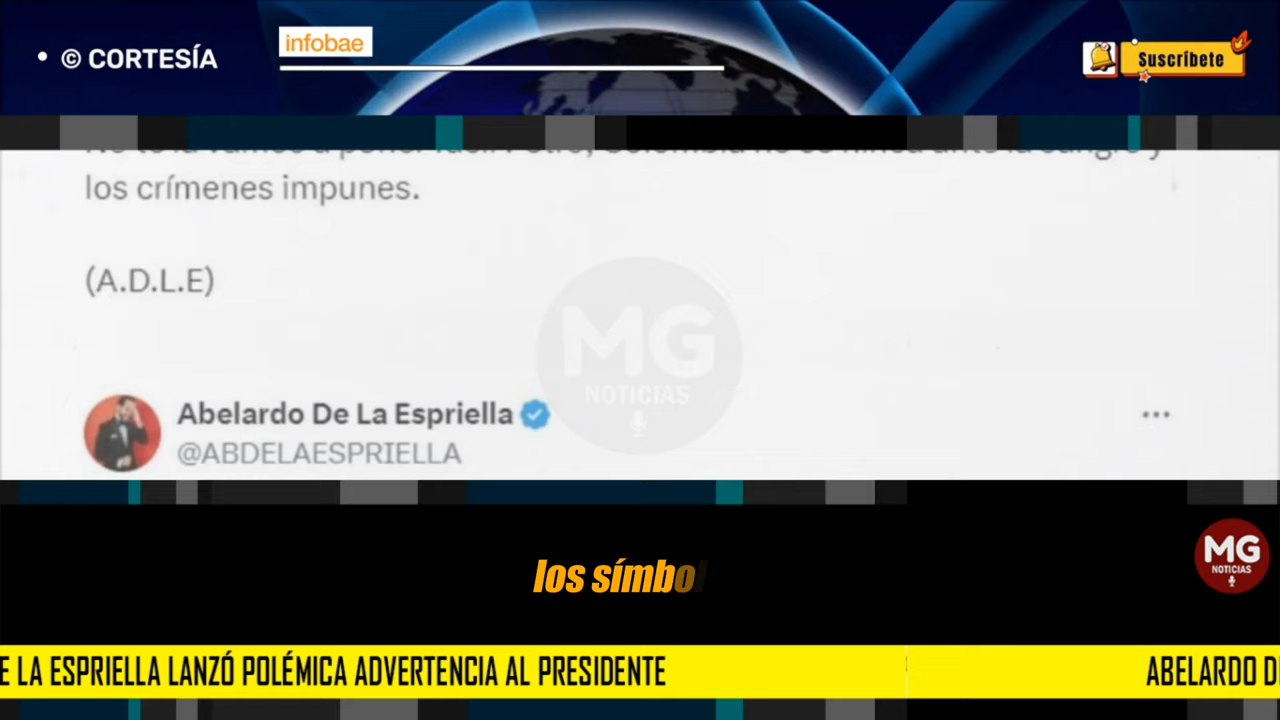 • © CORTESÍA
infobae
Suscríbete
los crímenes impunes.
(A.D.L.E)
MG
NOTICIAS
Abelardo De La Espriella
@ABDELAESPRIELLA
los símbo
MG
NOTICIAS
E LA ESPRIELLA LANZÓ POLÉMICA ADVERTENCIA AL PRESIDENTE
ABELARDO D